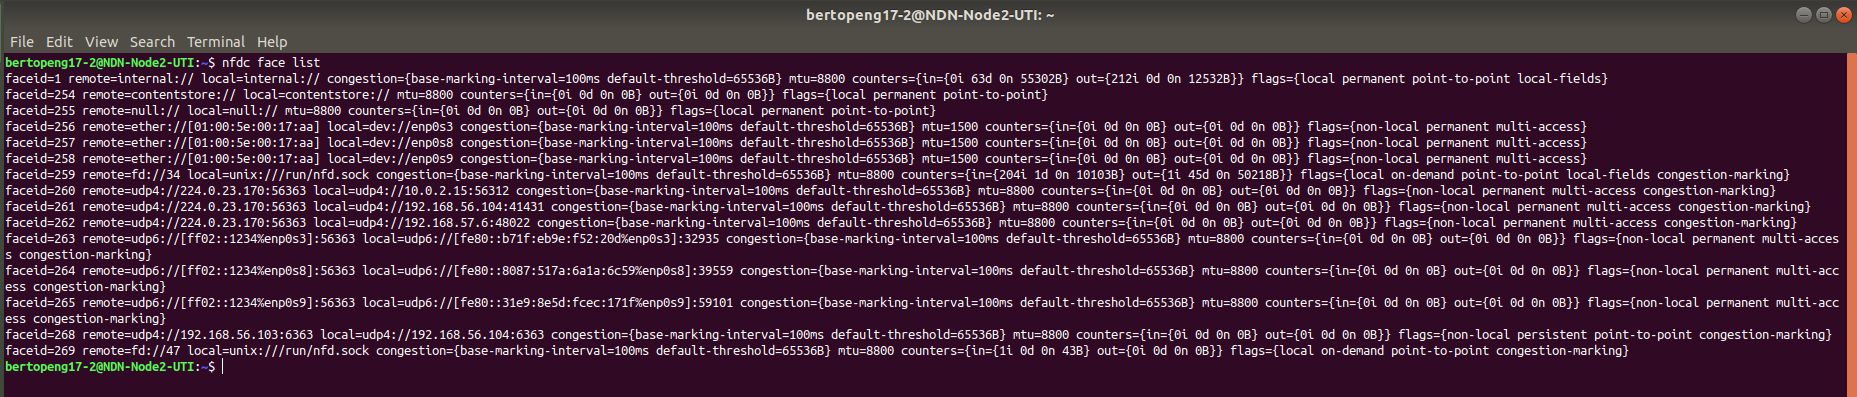 bertopeng17-2@NDN-Node2-UTI: ~
File Edit View Search Terminal Help
bertopeng17-2@NDN-Node2-UTI:~$ nfdc face list
faceid=1 remote=internal:// local=internal:// congestion={base-marking-interval=100ms default-threshold=65536B} mtu=8800 counters={in={0i 63d 0n 55302B} out={212i 0d 0n 12532B}} flags={local permanent point-to-point local-fields}
faceid=254 remote=contentstore:// local=contentstore:// mtu=8800 counters={in={0i 0d 0n 0B} out={0i 0d 0n 0B}} flags={local permanent point-to-point}
faceid=255 remote=null:// local=null:// mtu=8800 counters={in={0i 0d 0n 0B} out={0i 0d 0n 0B}} flags={local permanent point-to-point}
faceid=256 remote=ether://[01:00:5e:00:17:aa] local=dev://enp0s3 congestion={base-marking-interval=100ms default-threshold=65536B} mtu=1500 counters={in={0i 0d 0n 0B} out={0i 0d 0n 0B}} flags={non-local permanent multi-access}
faceid=257 remote=ether://[01:00:5e:00:17:aa] local=dev://enp0s8 congestion={base-marking-interval=100ms default-threshold=65536B} mtu=1500 counters={in={0i 0d 0n 0B} out={0i 0d 0n 0B}} flags={non-local permanent multi-access}
faceid=258 remote=ether://[01:00:5e:00:17:aa] local=dev://enp0s9 congestion={base-marking-interval=100ms default-threshold=65536B} mtu=1500 counters={in={0i 0d 0n 0B} out={0i 0d 0n 0B}} flags={non-local permanent multi-access}
faceid=259 remote=fd://34 local=unix:///run/nfd.sock congestion={base-marking-interval=100ms default-threshold=65536B} mtu=8800 counters={in={204i 1d 0n 10103B} out={1i 45d 0n 50218B}} flags={local on-demand point-to-point local-fields congestion-marking}
faceid=260 remote=udp4://224.0.23.170:56363 local=udp4://10.0.2.15:56312 congestion={base-marking-interval=100ms default-threshold=65536B} mtu=8800 counters={in={0i 0d 0n 0B} out={0i 0d 0n 0B}} flags={non-local permanent multi-access congestion-marking}
faceid=261 remote=udp4://224.0.23.170:56363 local=udp4://192.168.56.104:41431 congestion={base-marking-interval=100ms default-threshold=65536B} mtu=8800 counters={in={0i 0d 0n 0B} out={0i 0d 0n 0B}} flags={non-local permanent multi-access congestion-marking}
faceid=262 remote=udp4://224.0.23.170:56363 local=udp4://192.168.57.6:48022 congestion={base-marking-interval=100ms default-threshold=65536B} mtu=8800 counters={in={0i 0d 0n 0B} out={0i 0d 0n 0B}} flags={non-local permanent multi-access congestion-marking}
faceid=263 remote=udp6://[ff02::1234%enp0s3]:56363 local=udp6://[fe80::b71f:eb9e:f52:20d%enp0s3]:32935 congestion={base-marking-interval=100ms default-threshold=65536B} mtu=8800 counters={in={0i 0d 0n 0B} out={0i 0d 0n 0B}} flags={non-local permanent multi-acces
s congestion-marking}
faceid=264 remote=udp6://[ff02::1234%enp0s8]:56363 local=udp6://[fe80::8087:517a:6a1a:6c59%enp0s8]:39559 congestion={base-marking-interval=100ms default-threshold=65536B} mtu=8800 counters={in={0i 0d 0n 0B} out={0i 0d 0n 0B}} flags={non-local permanent multi-acc
ess congestion-marking}
faceid=265 remote=udp6://[ff02::1234%enp0s9]:56363 local=udp6://[fe80::31e9:8e5d:fcec:171f%enp0s9]:59101 congestion={base-marking-interval=100ms default-threshold=65536B} mtu=8800 counters={in={0i 0d 0n 0B} out={0i 0d 0n 0B}} flags={non-local permanent multi-acc
ess congestion-marking}
faceid=268 remote=udp4://192.168.56.103:6363 local=udp4://192.168.56.104:6363 congestion={base-marking-interval=100ms default-threshold=65536B} mtu=8800 counters={in={0i 0d 0n 0B} out={0i 0d 0n 0B}} flags={non-local persistent point-to-point congestion-marking}
faceid=269 remote=fd://47 local=unix:///run/nfd.sock congestion={base-marking-interval=100ms default-threshold=65536B} mtu=8800 counters={in={1i 0d 0n 43B} out={0i 0d 0n 0B}} flags={local on-demand point-to-point congestion-marking}
bertopeng17-2@NDN-Node2-UTI:~$